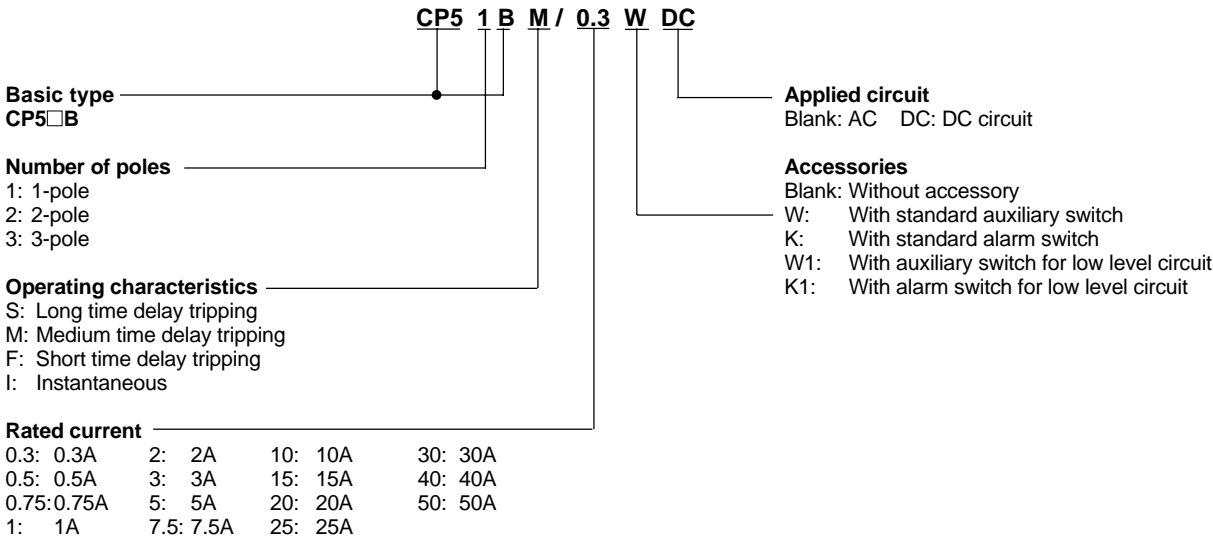 CP5 1 B M / 0.3 W DC
Basic type
CP5□B
Number of poles
1: 1-pole
2: 2-pole
3: 3-pole
Operating characteristics
S: Long time delay tripping
M: Medium time delay tripping
F: Short time delay tripping
I: Instantaneous
Rated current
0.3: 0.3A 2: 2A 10: 10A 30: 30A
0.5: 0.5A 3: 3A 15: 15A 40: 40A
0.75: 0.75A 5: 5A 20: 20A 50: 50A
1: 1A 7.5: 7.5A 25: 25A
Applied circuit
Blank: AC DC: DC circuit
Accessories
Blank: Without accessory
W: With standard auxiliary switch
K: With standard alarm switch
W1: With auxiliary switch for low level circuit
K1: With alarm switch for low level circuit